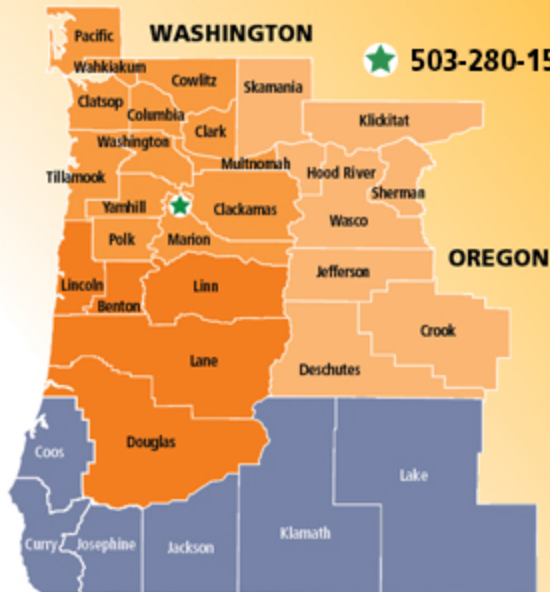 Pacific
WASHINGTON
503-280-15
Wahkiakum
Cowlitz
Skamania
Clatsop
Columbia
Klickitat
Clark
Washington
Multnomah
Hood River
Tillamook
Sherman
Yamhill
Clackamas
Wasco
Polk
Marion
OREGON
Jefferson
Lincoln
Linn
Benton
Crook
Lane
Deschutes
Douglas
Coos
Lake
Klamath
Curry
Josephine
Jackson